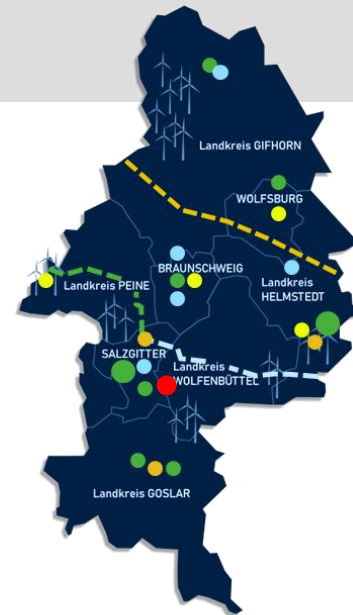 Landkreis GIFHORN
WOLFSBURG
BRAUNSCHWEIG
Landkreis
HELMSTEDT
Landkreis PEINE
SALZGITTER
Landkreis
WOLFENBÜTTEL
Landkreis GOSLAR